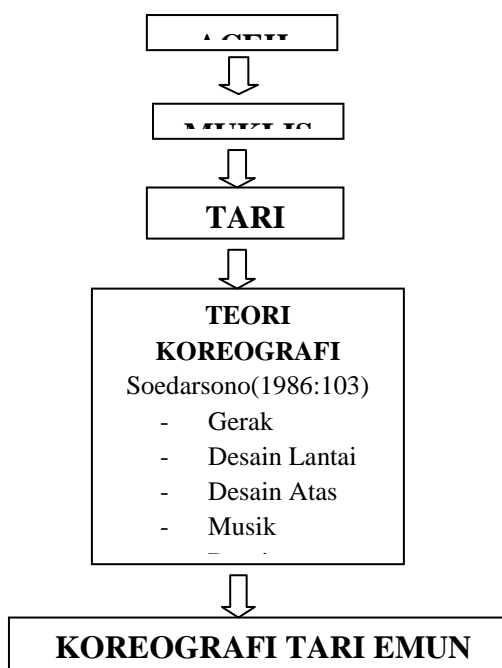 TARI
TEORI
KOREOGRAFI
Soedarsono(1986:103)
- Gerak
- Desain Lantai
- Desain Atas
- Musik
KOREOGRAFI TARI EMUN